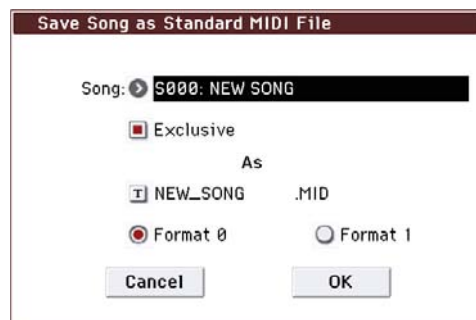 Save Song as Standard MIDI File
Song: S000: NEW SONG
Exclusive
As
T NEW_SONG .MID
Format 0 Format 1
Cancel OK